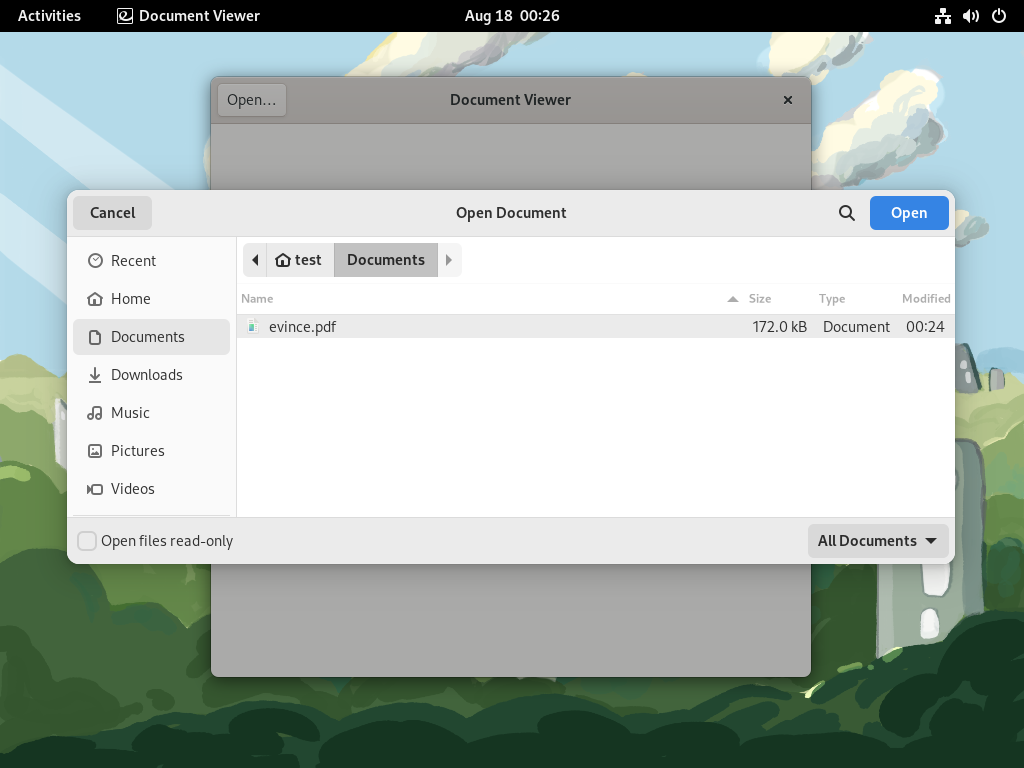 Activities Document Viewer Aug 18 00:26
Open... Document Viewer
Cancel Open Document Open
Recent
Home
Documents
Downloads
Music
Pictures
Videos
test Documents
Name Size Type Modified
evince.pdf 172.0 kB Document 00:24
Open files read-only All Documents